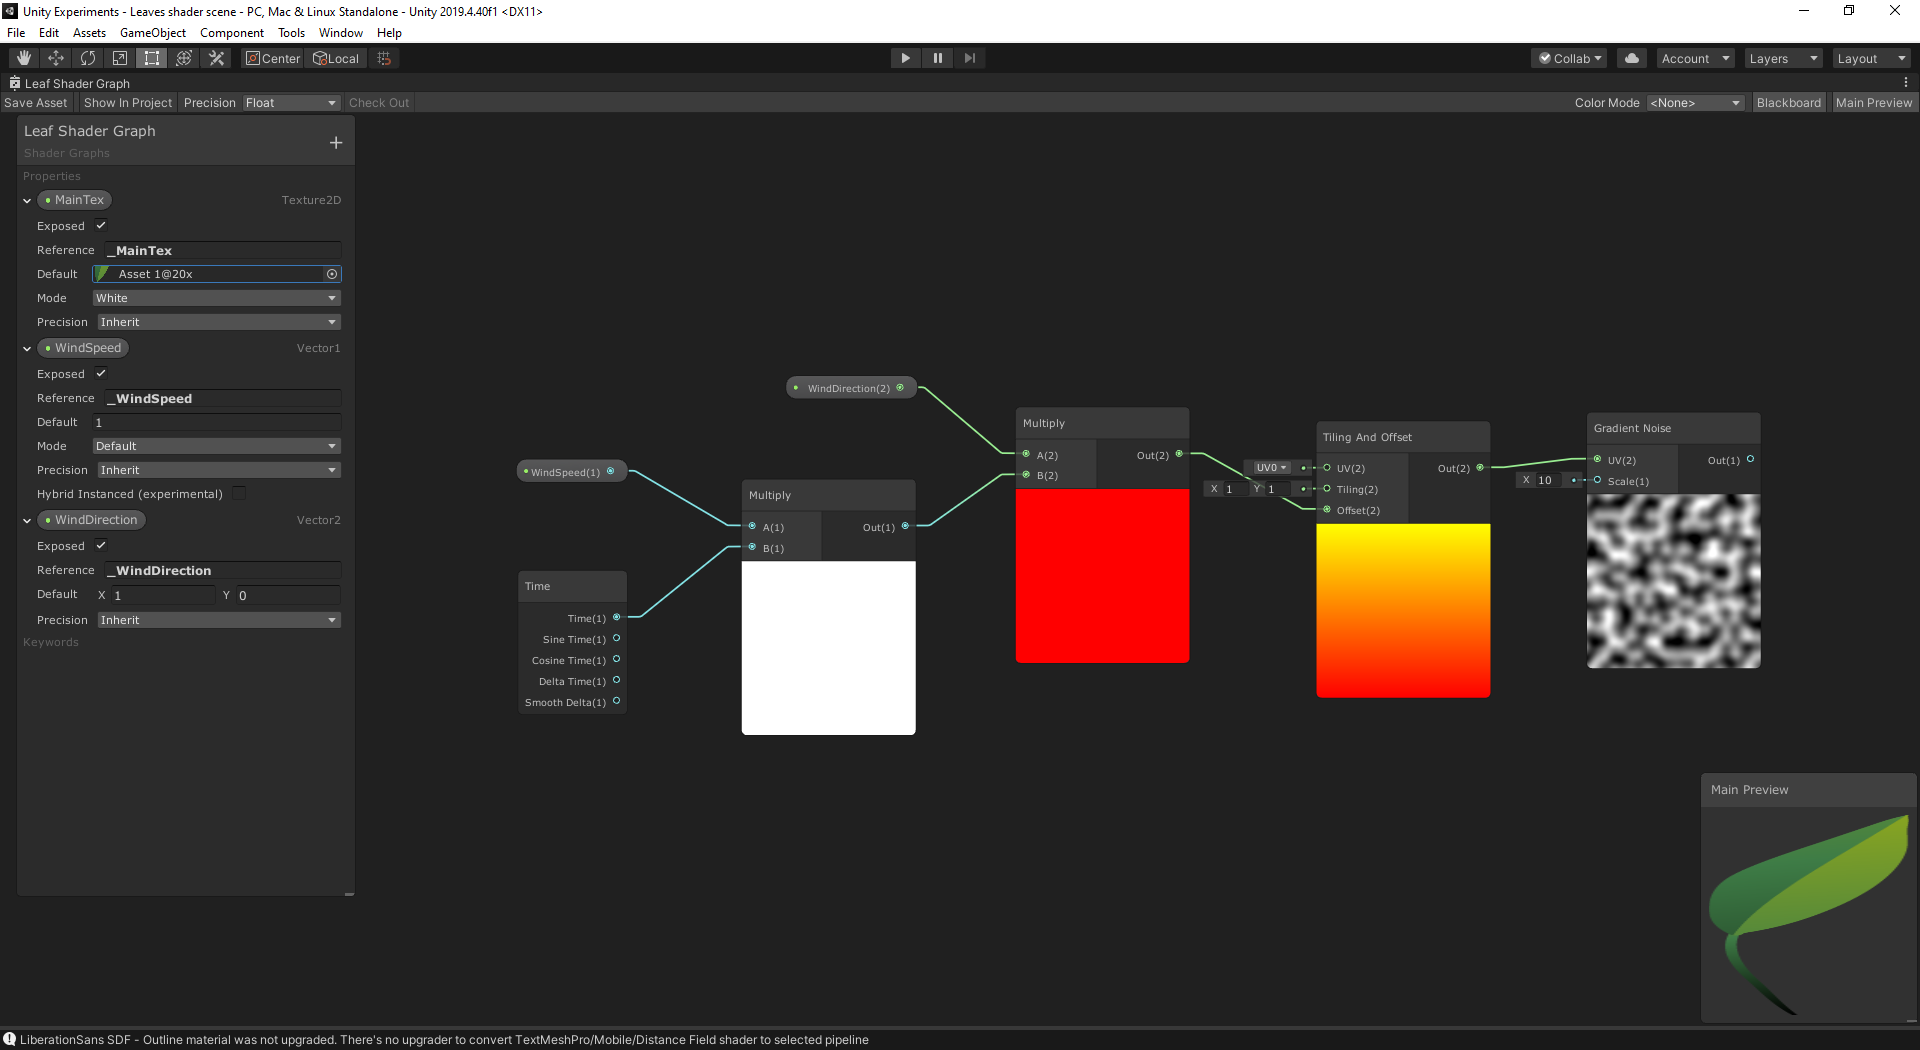 Unity Experiments - Leaves shader scene - PC, Mac & Linux Standalone - Unity 2019.4.40f1 <DX11>
File Edit Assets GameObject Component Tools Window Help
Center Local Collab Account Layers Layout
Leaf Shader Graph
Save Asset Show In Project Precision Float Check Out Color Mode <None> Blackboard Main Preview
Leaf Shader Graph
Shader Graphs
Properties
MainTex Texture2D
Exposed
Reference _MainTex
Default Asset 1@20x
Mode White
Precision Inherit
WindSpeed Vector1
Exposed
Reference _WindSpeed
Default 1
Mode Default
Precision Inherit
Hybrid Instanced (experimental)
WindDirection Vector2
Exposed
Reference _WindDirection
Default X 1 Y 0
Precision Inherit
Keywords
WindDirection(2)
WindSpeed(1)
Time
Time(1)
Sine Time(1)
Cosine Time(1)
Delta Time(1)
Smooth Delta(1)
Multiply
A(1) Out(1)
B(1)
Multiply
A(2) Out(2)
B(2)
UV0
X 1 Y 1
Tiling And Offset
UV(2) Out(2)
Tiling(2)
Offset(2)
X 10
Gradient Noise
UV(2) Out(1)
Scale(1)
Main Preview
LiberationSans SDF - Outline material was not upgraded. There's no upgrader to convert TextMeshPro/Mobile/Distance Field shader to selected pipeline